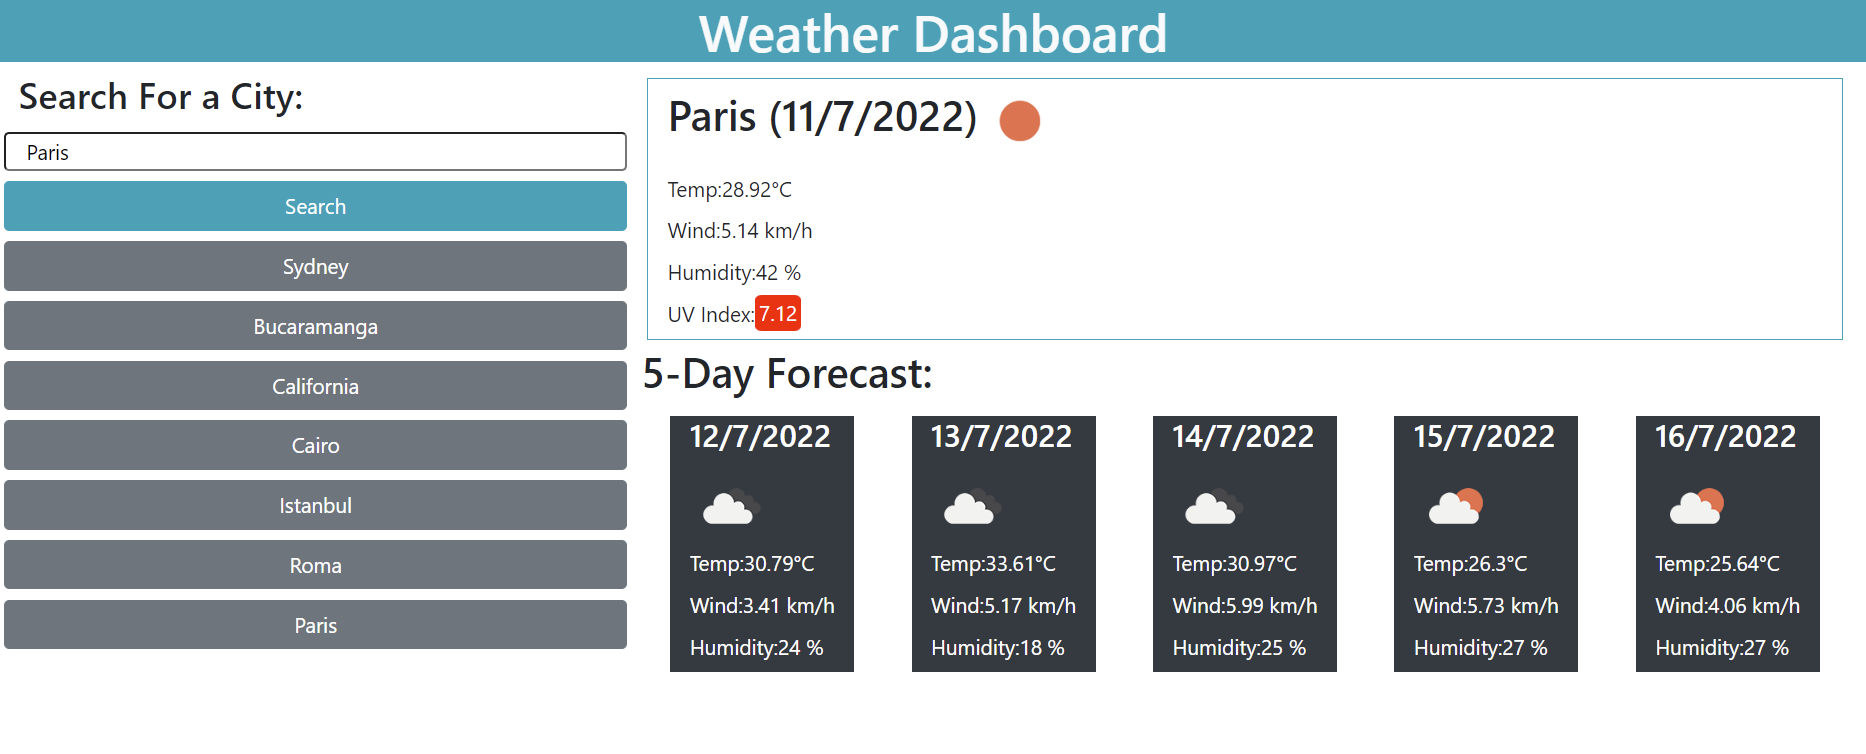 Weather Dashboard
Search For a City:
Paris
Search
Sydney
Bucaramanga
California
Cairo
Istanbul
Roma
Paris
Paris (11/7/2022)
Temp:28.92°C
Wind:5.14 km/h
Humidity:42 %
UV Index:7.12
5-Day Forecast:
12/7/2022
Temp:30.79°C
Wind:3.41 km/h
Humidity:24 %
13/7/2022
Temp:33.61°C
Wind:5.17 km/h
Humidity:18 %
14/7/2022
Temp:30.97°C
Wind:5.99 km/h
Humidity:25 %
15/7/2022
Temp:26.3°C
Wind:5.73 km/h
Humidity:27 %
16/7/2022
Temp:25.64°C
Wind:4.06 km/h
Humidity:27 %